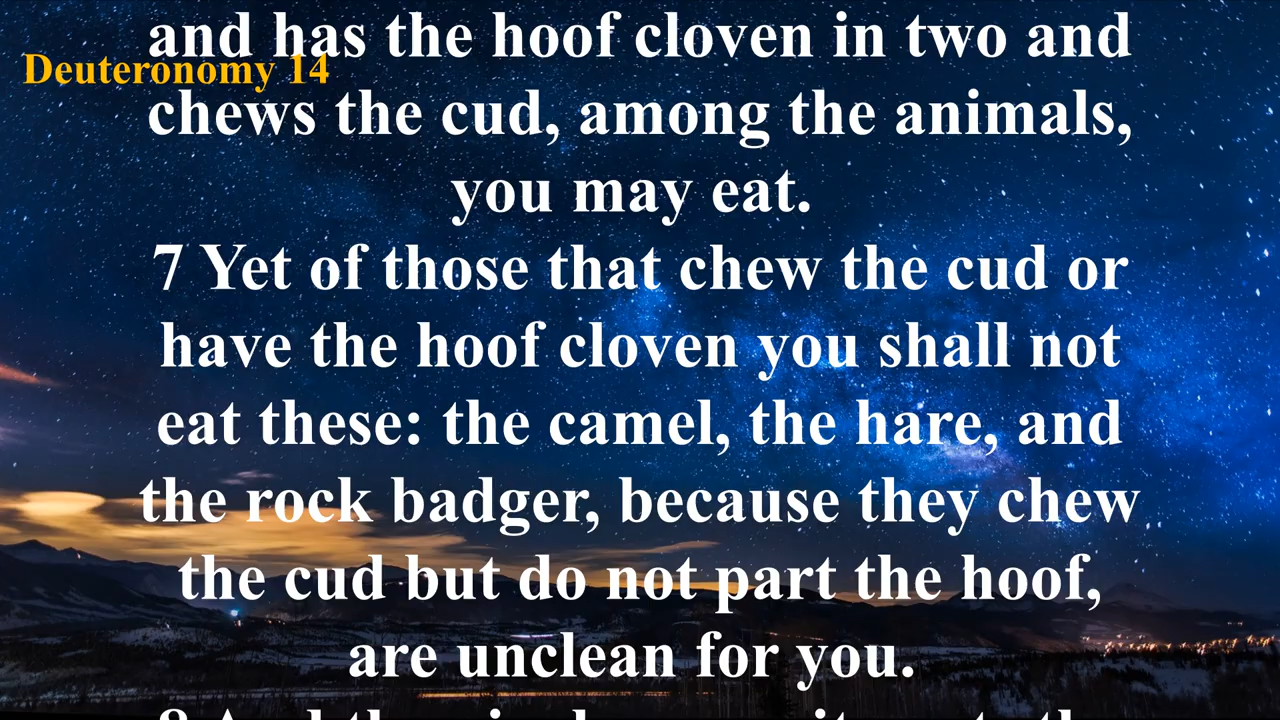 and has the hoof cloven in two and
Deuteronomy 14
chews the cud, among the animals,
you may eat.
7 Yet of those that chew the cud or
have the hoof cloven you shall not
eat these: the camel, the hare, and
the rock badger, because they chew
the cud but do not part the hoof,
are unclean for you.
8 And the